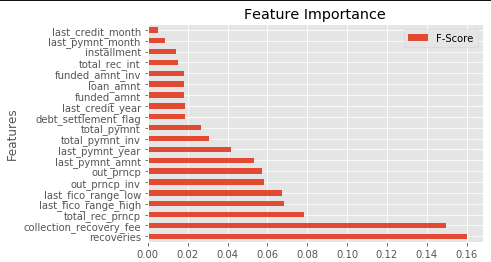 Feature Importance
F-Score
Features
last_credit_month
last_pymnt_month
installment
total_rec_int
funded_amnt_inv
loan_amnt
funded_amnt
last_credit_year
debt_settlement_flag
total_pymnt
total_pymnt_inv
last_pymnt_year
last_pymnt_amnt
out_prncp
out_prncp_inv
last_fico_range_low
last_fico_range_high
total_rec_prncp
collection_recovery_fee
recoveries
0.00 0.02 0.04 0.06 0.08 0.10 0.12 0.14 0.16